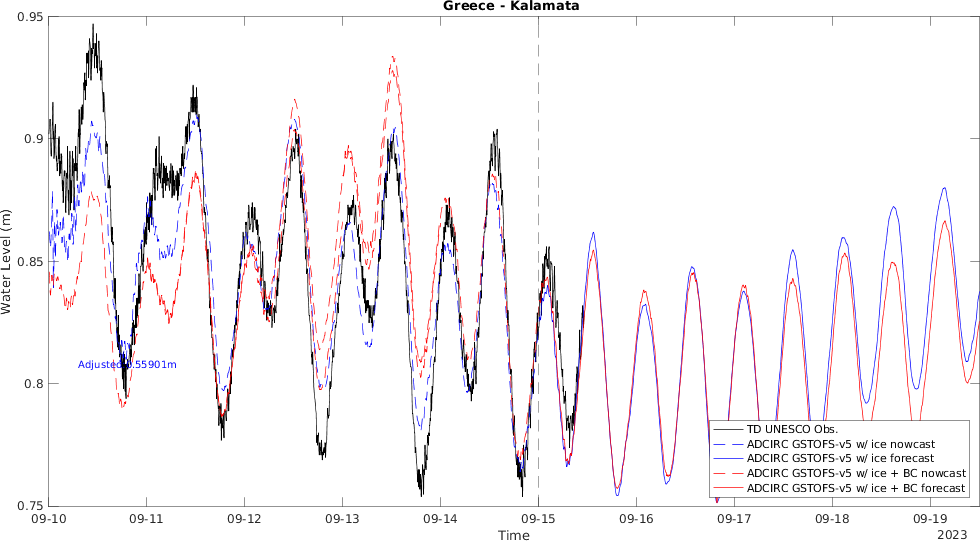 Greece - Kalamata
Water Level (m)
0.95
0.9
0.85
0.8
0.75
TD UNESCO Obs.
ADCIRC GSTOFS-v5 w/ ice nowcast
ADCIRC GSTOFS-v5 w/ ice forecast
ADCIRC GSTOFS-v5 w/ ice + BC nowcast
ADCIRC GSTOFS-v5 w/ ice + BC forecast
09-10 09-11 09-12 09-13 09-14 09-15 09-16 09-17 09-18 09-19
Time
2023